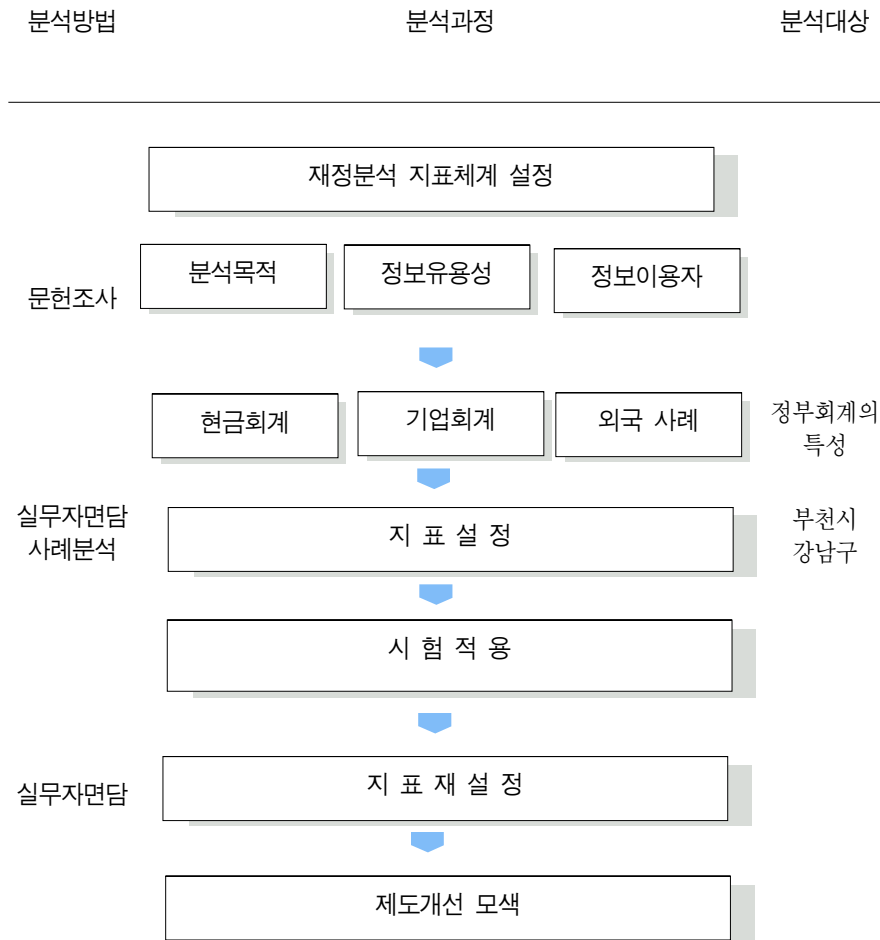 분석방법 분석과정 분석대상
재정분석 지표체계 설정
문헌조사
분석목적 정보유용성 정보이용자
현금회계 기업회계 외국 사례
정부회계의
특성
실무자면담
사례분석
지 표 설 정
부천시
강남구
시 험 적 용
실무자면담
지 표 재 설 정
제도개선 모색